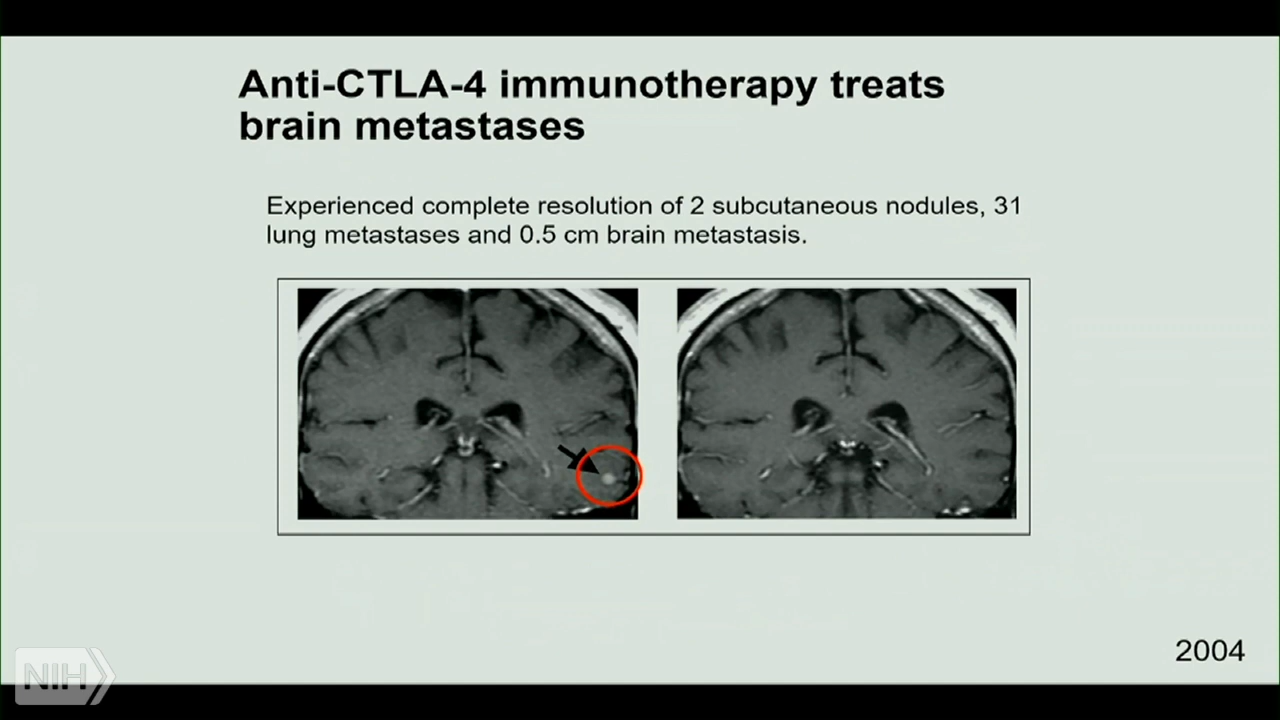 Anti-CTLA-4 immunotherapy treats
brain metastases
Experienced complete resolution of 2 subcutaneous nodules, 31
lung metastases and 0.5 cm brain metastasis.
2004
NIH